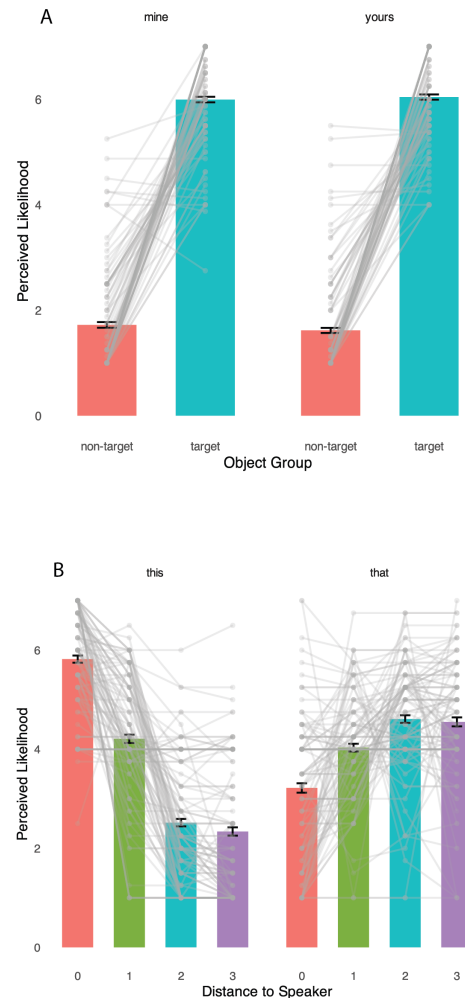 A
mine
yours
Perceived Likelihood
6
4
2
0
non-target
target
non-target
target
Object Group
B
this
that
Perceived Likelihood
6
4
2
0
0
1
2
3
0
1
2
3
Distance to Speaker